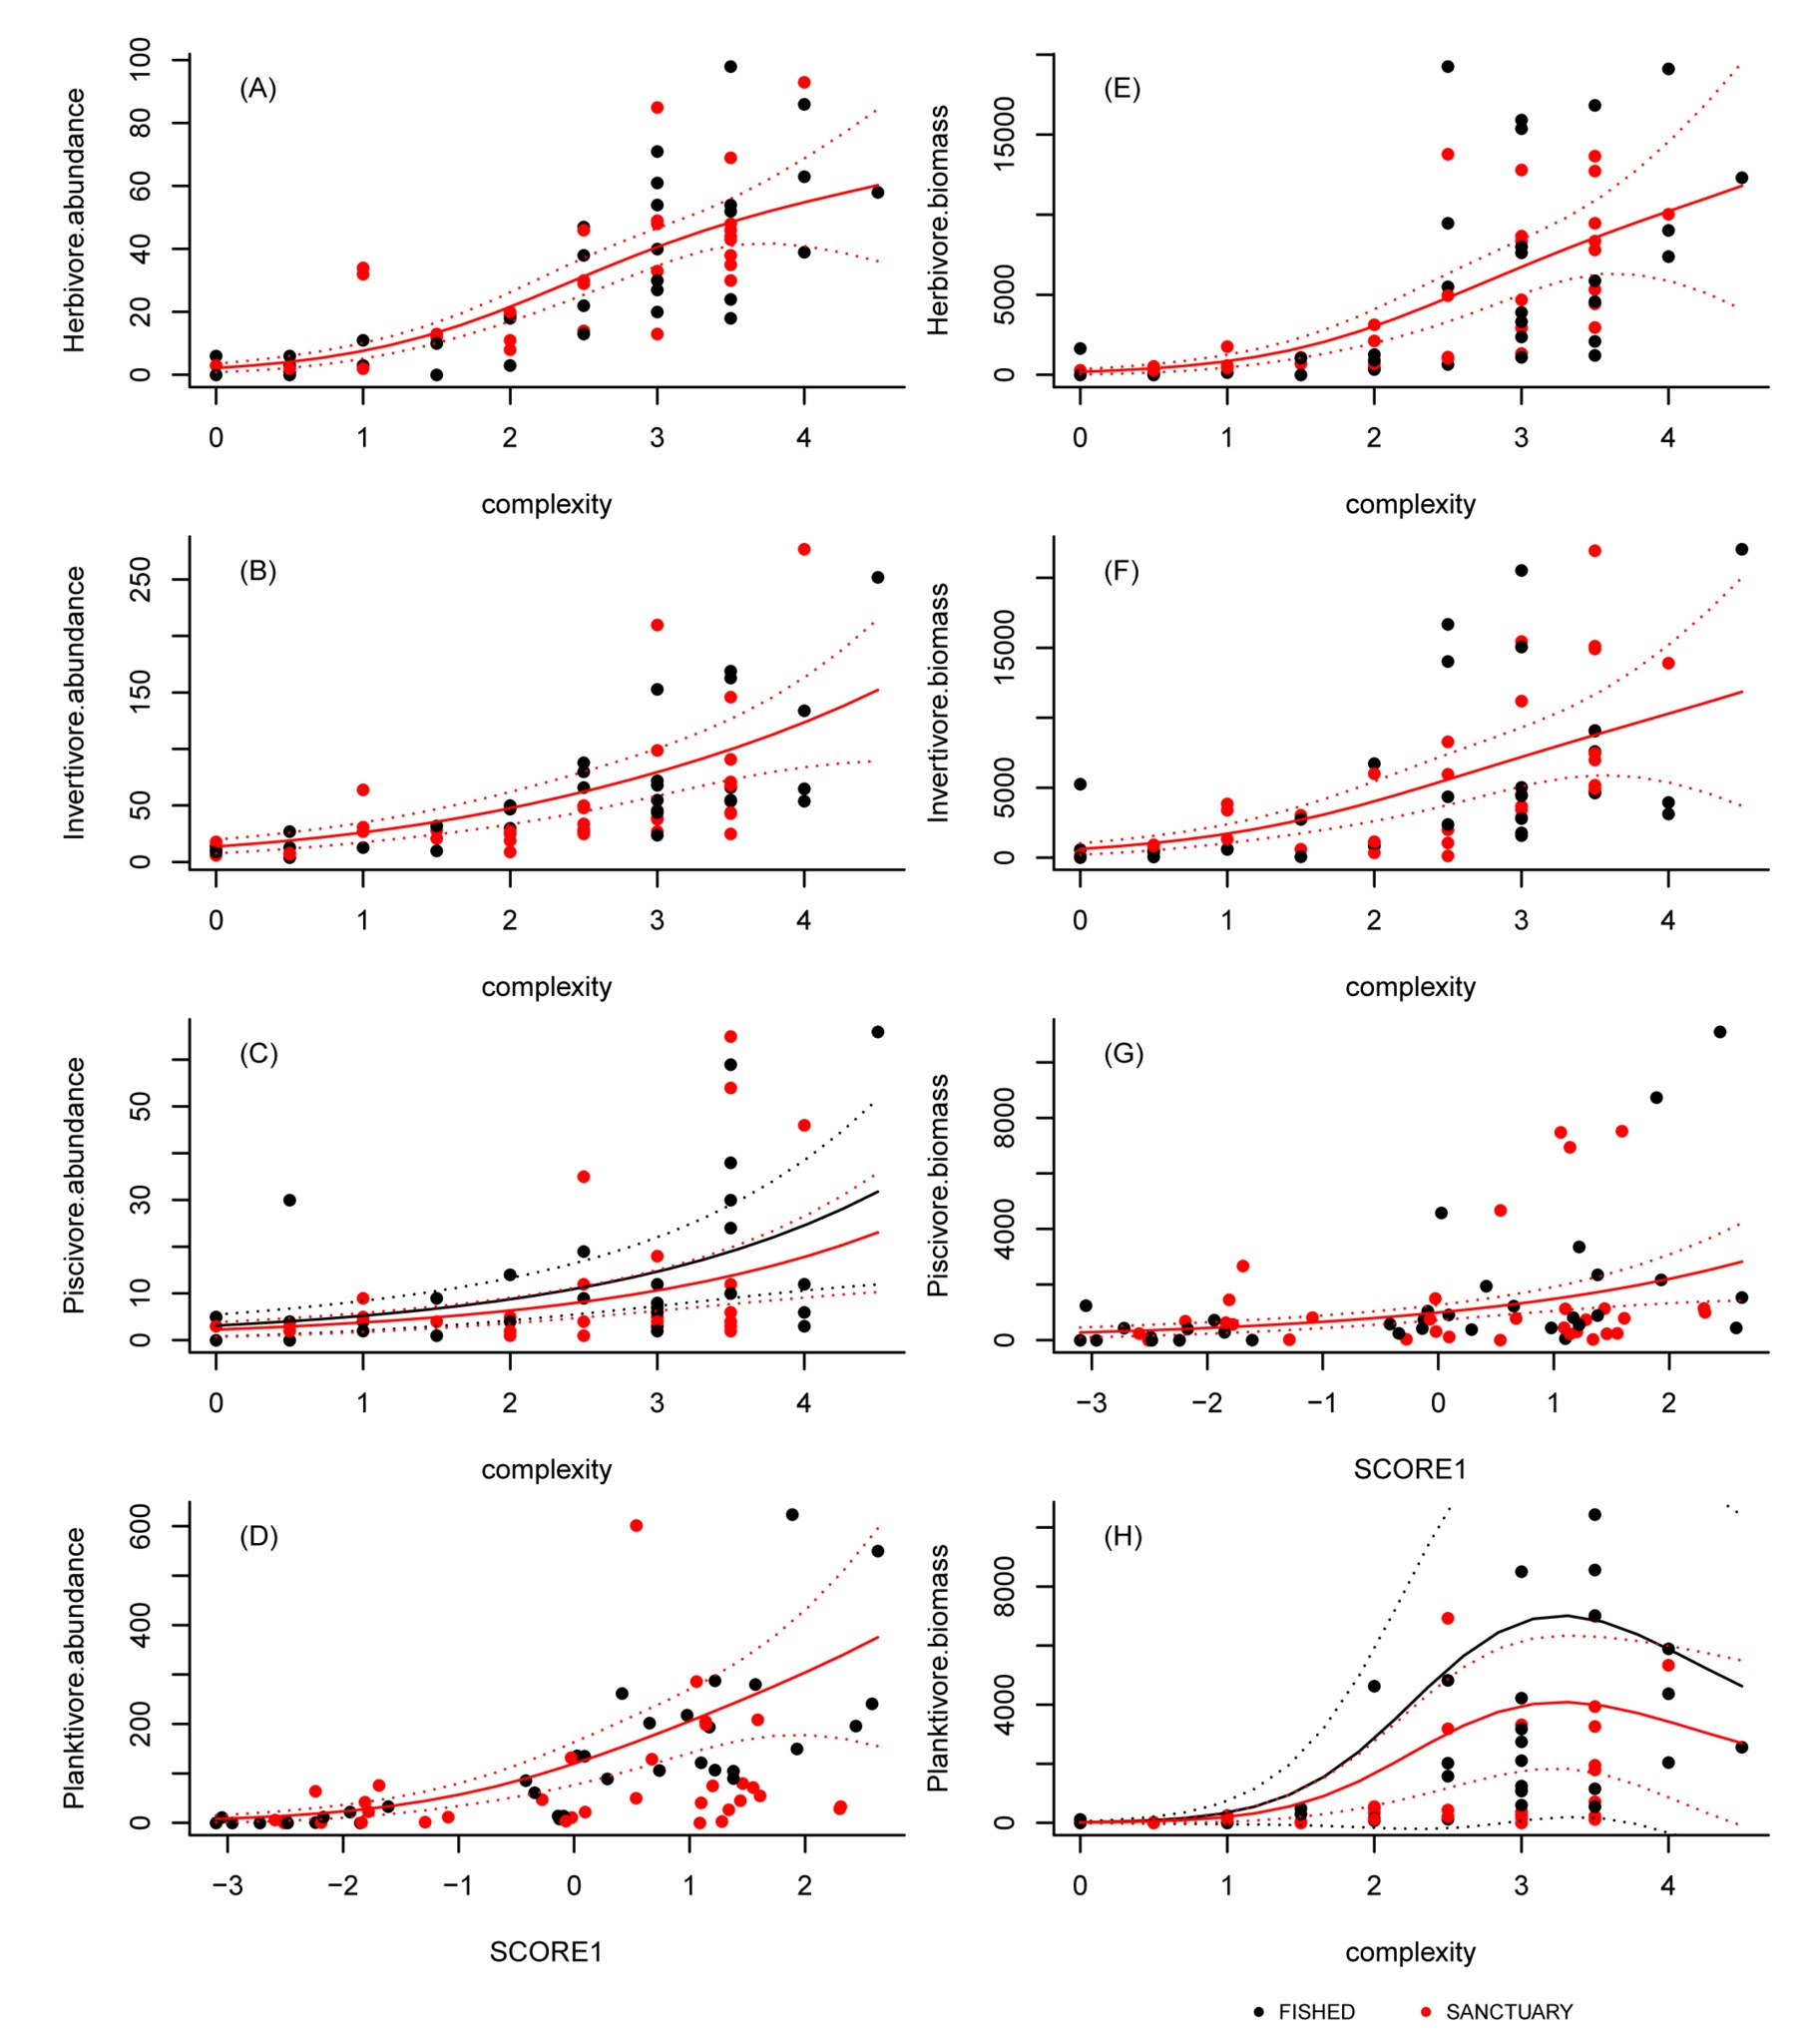 (A)
Herbivore.abundance
0 20 40 60 80 100
0 1 2 3 4
complexity
(E)
Herbivore.biomass
0 5000 15000
0 1 2 3 4
complexity
(B)
Invertivore.abundance
0 50 150 250
0 1 2 3 4
complexity
(F)
Invertivore.biomass
0 5000 15000
0 1 2 3 4
complexity
(C)
Piscivore.abundance
0 10 30 50
0 1 2 3 4
complexity
(G)
Piscivore.biomass
0 4000 8000
−3 −2 −1 0 1 2
SCORE1
(D)
Planktivore.abundance
0 200 400 600
−3 −2 −1 0 1 2
SCORE1
(H)
Planktivore.biomass
0 4000 8000
0 1 2 3 4
complexity
FISHED SANCTUARY